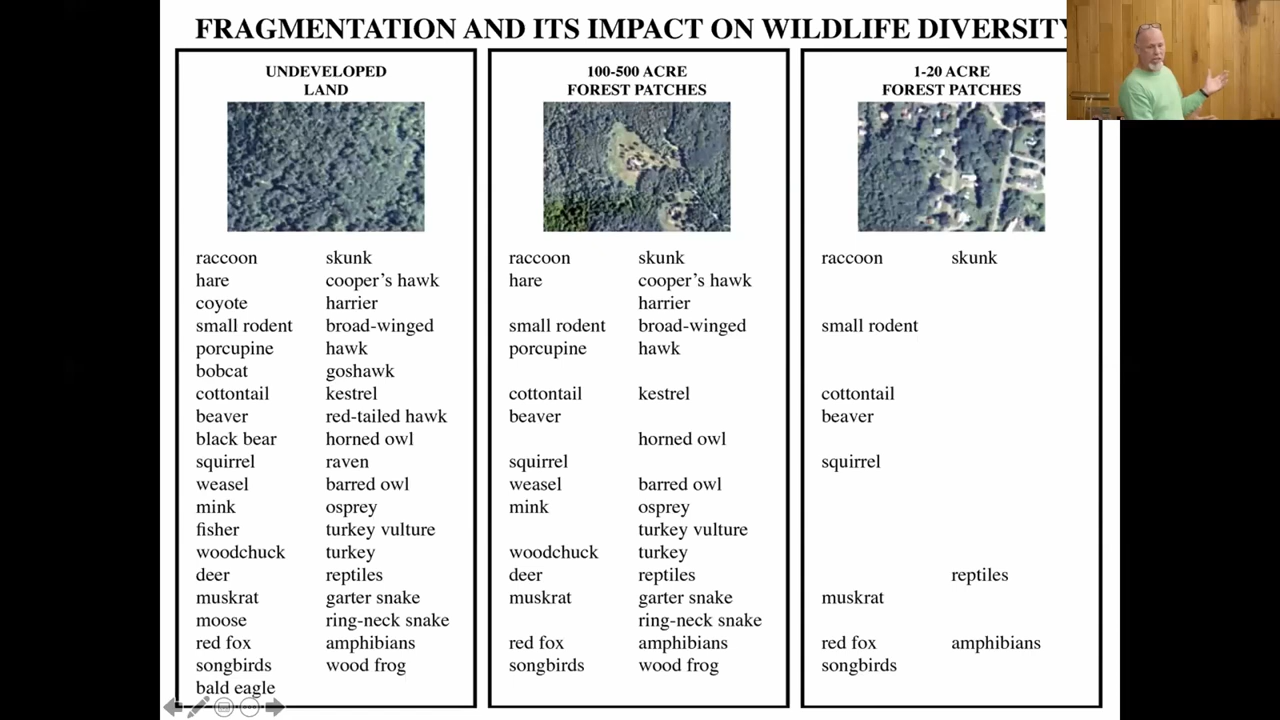 FRAGMENTATION AND ITS IMPACT ON WILDLIFE DIVERSITY
UNDEVELOPED
LAND
raccoon skunk
hare cooper's hawk
coyote harrier
small rodent broad-winged
porcupine hawk
bobcat goshawk
cottontail kestrel
beaver red-tailed hawk
black bear horned owl
squirrel raven
weasel barred owl
mink osprey
fisher turkey vulture
woodchuck turkey
deer reptiles
muskrat garter snake
moose ring-neck snake
red fox amphibians
songbirds wood frog
bald eagle
100-500 ACRE
FOREST PATCHES
raccoon skunk
hare cooper's hawk
harrier
small rodent broad-winged
porcupine hawk
cottontail kestrel
beaver
horned owl
squirrel
weasel barred owl
mink osprey
turkey vulture
woodchuck turkey
deer reptiles
muskrat garter snake
ring-neck snake
red fox amphibians
songbirds wood frog
1-20 ACRE
FOREST PATCHES
raccoon skunk
small rodent
cottontail
beaver
squirrel
reptiles
muskrat
red fox amphibians
songbirds